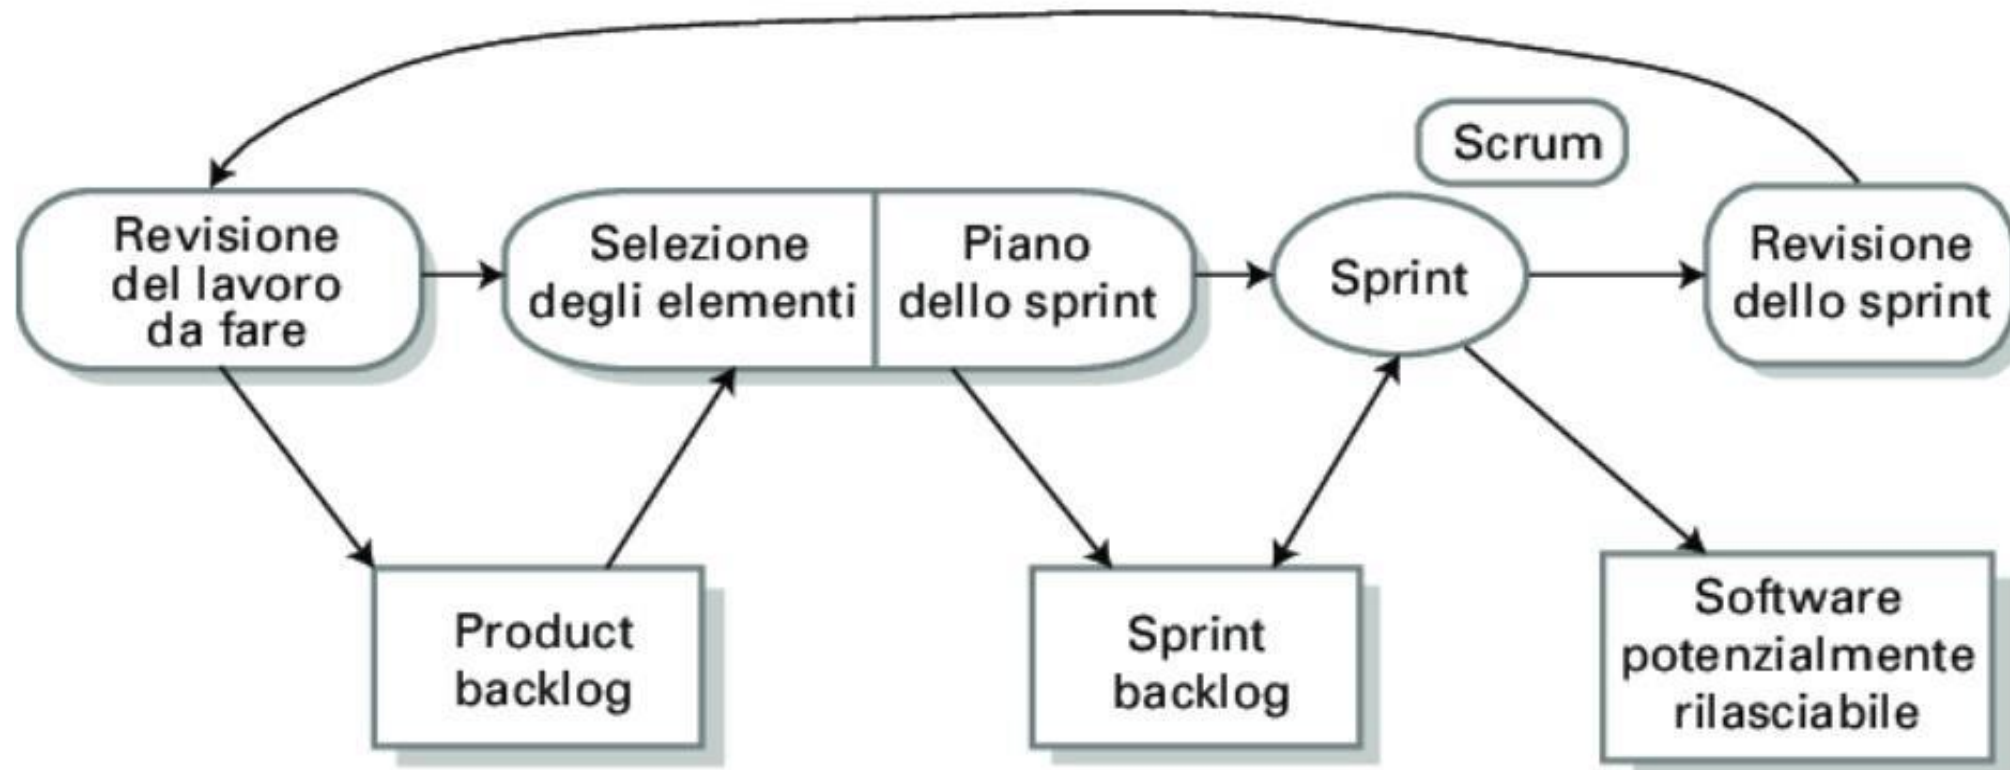 Scrum
Revisione
del lavoro
da fare
Selezione
degli elementi
Piano
dello sprint
Sprint
Revisione
dello sprint
Product
backlog
Sprint
backlog
Software
potenzialmente
rilasciabile